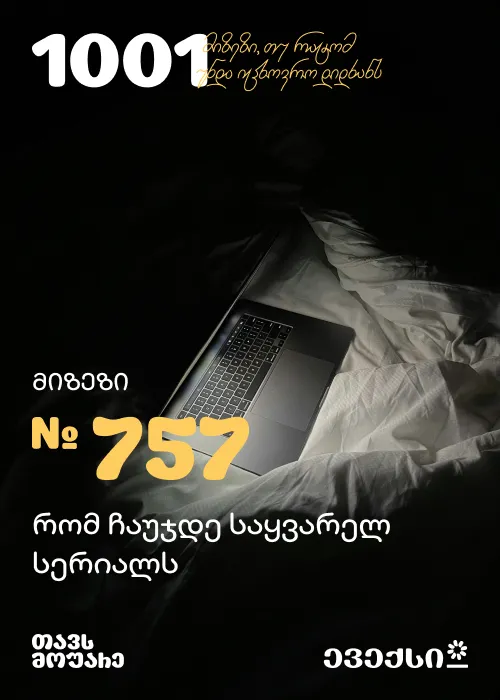 1001 მიზეზი, თუ რატომ
უნდა იცხოვრო დიდხანს
მიზეზი
№ 757
რომ ჩაუჯდე საყვარელ
სერიალს
თავს
მოუარე
ევექსი